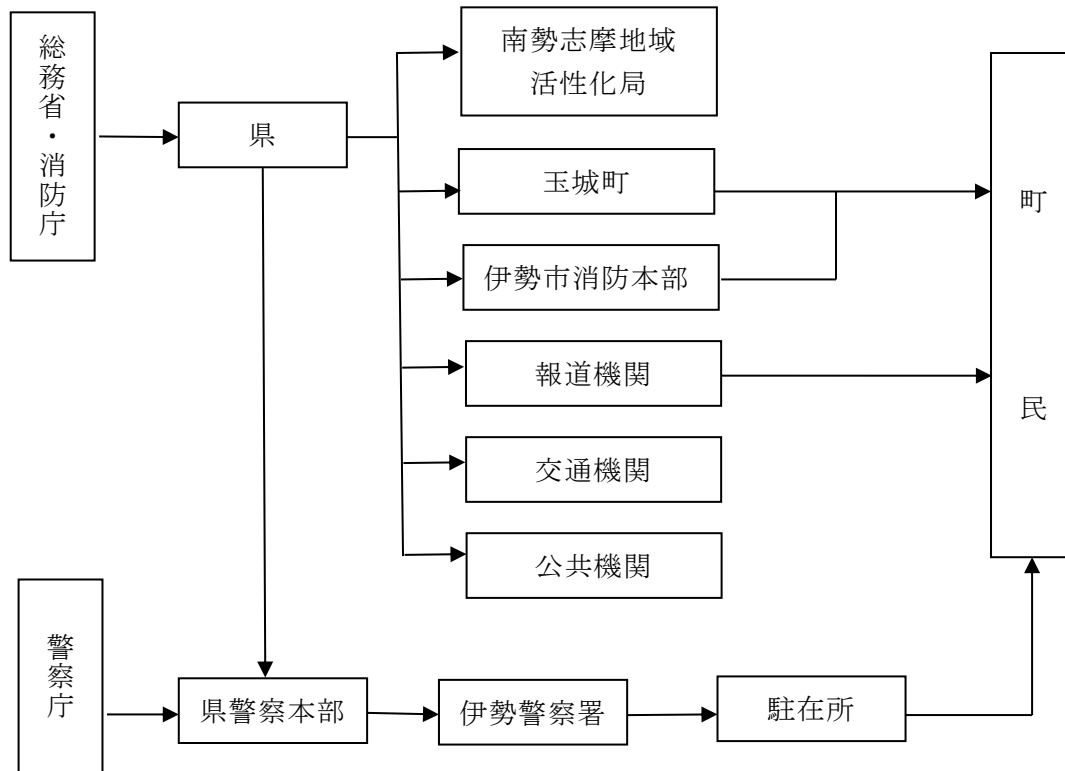 総務省・消防庁
県
南勢志摩地域
活性化局
玉城町
伊勢市消防本部
報道機関
交通機関
公共機関
町民
警察庁
県警察本部
伊勢警察署
駐在所